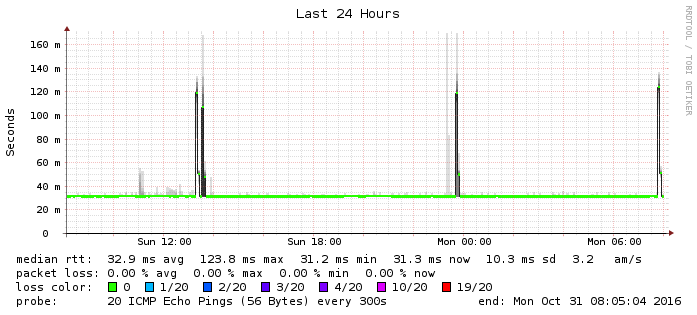 Last 24 Hours
RRDTOOL / TOBI OETIKER
Seconds
160 m
140 m
120 m
100 m
80 m
60 m
40 m
20 m
0
Sun 12:00 Sun 18:00 Mon 00:00 Mon 06:00
median rtt: 32.9 ms avg 123.8 ms max 31.2 ms min 31.3 ms now 10.3 ms sd 3.2 am/s
packet loss: 0.00 % avg 0.00 % max 0.00 % min 0.00 % now
loss color: 0 1/20 2/20 3/20 4/20 10/20 19/20
probe: 20 ICMP Echo Pings (56 Bytes) every 300s end: Mon Oct 31 08:05:04 2016